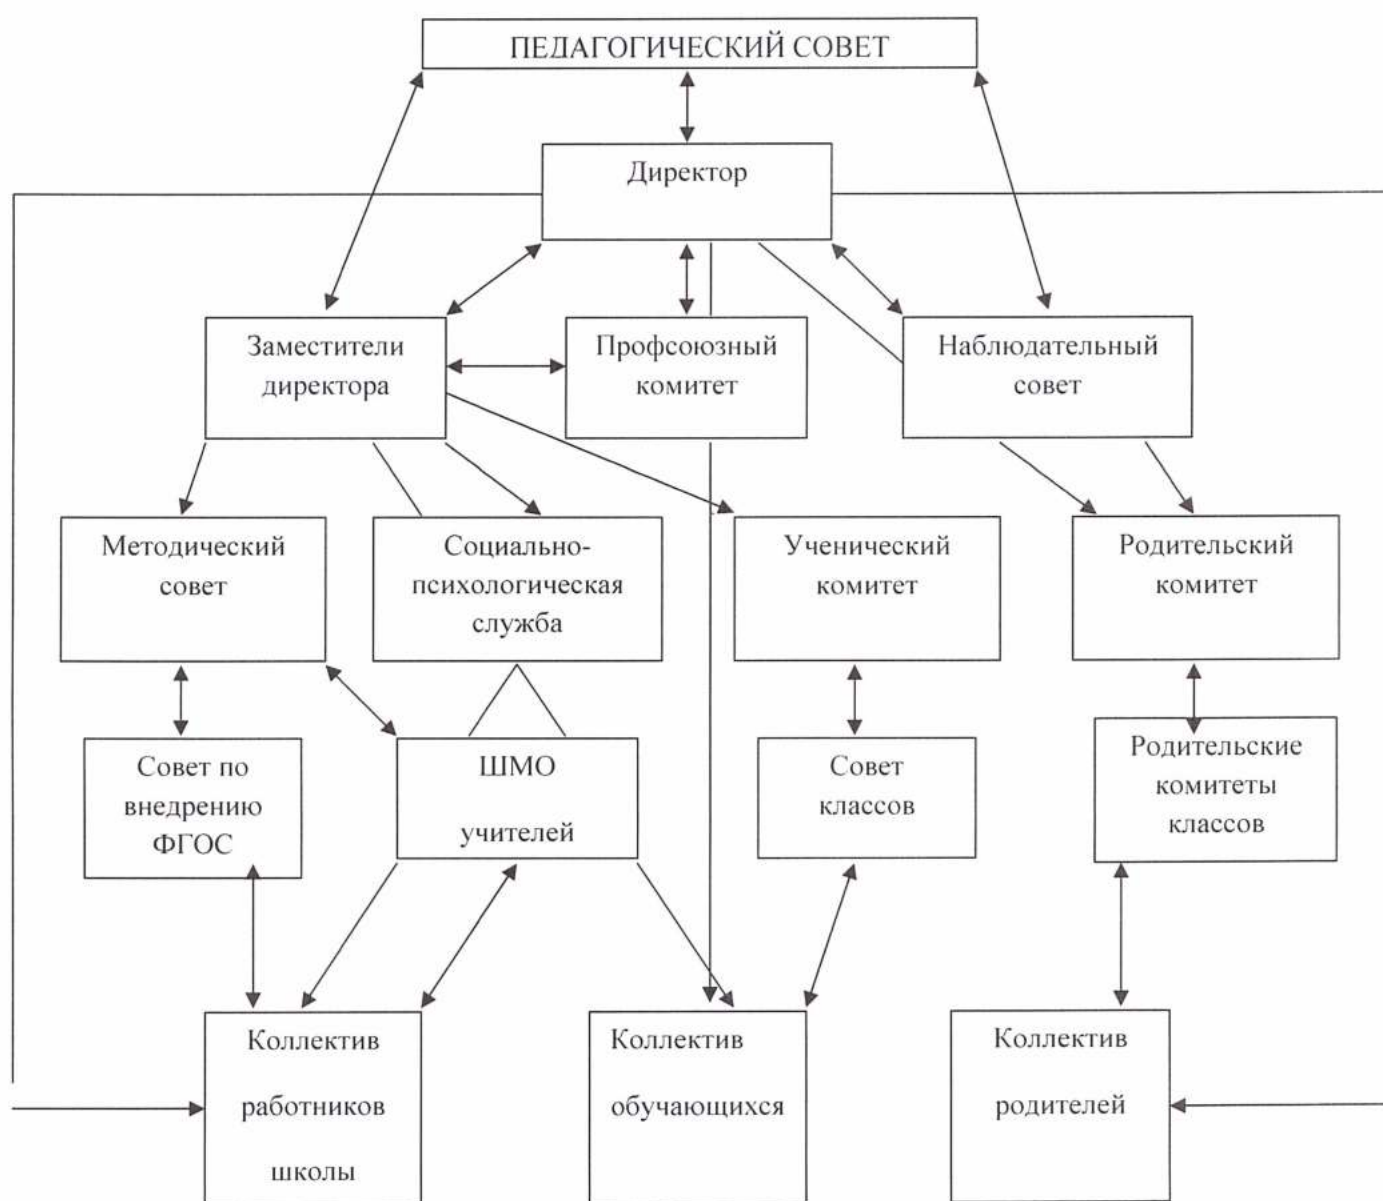 ПЕДАГОГИЧЕСКИЙ СОВЕТ
Директор
Заместители
директора
Профсоюзный
комитет
Наблюдательный
совет
Методический
совет
Социально-
психологическая
служба
Ученический
комитет
Родительский
комитет
Совет по
внедрению
ФГОС
ШМО
учителей
Совет
классов
Родительские
комитеты
классов
Коллектив
работников
школы
Коллектив
обучающихся
Коллектив
родителей